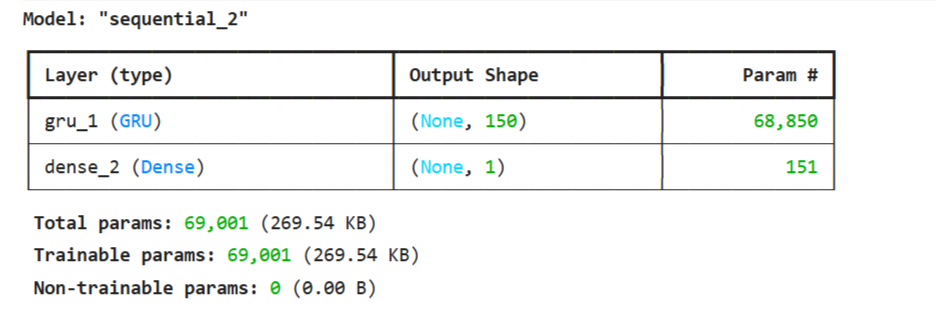 Model: "sequential_2"
Layer (type) Output Shape Param #
gru_1 (GRU) (None, 150) 68,850
dense_2 (Dense) (None, 1) 151
Total params: 69,001 (269.54 KB)
Trainable params: 69,001 (269.54 KB)
Non-trainable params: 0 (0.00 B)